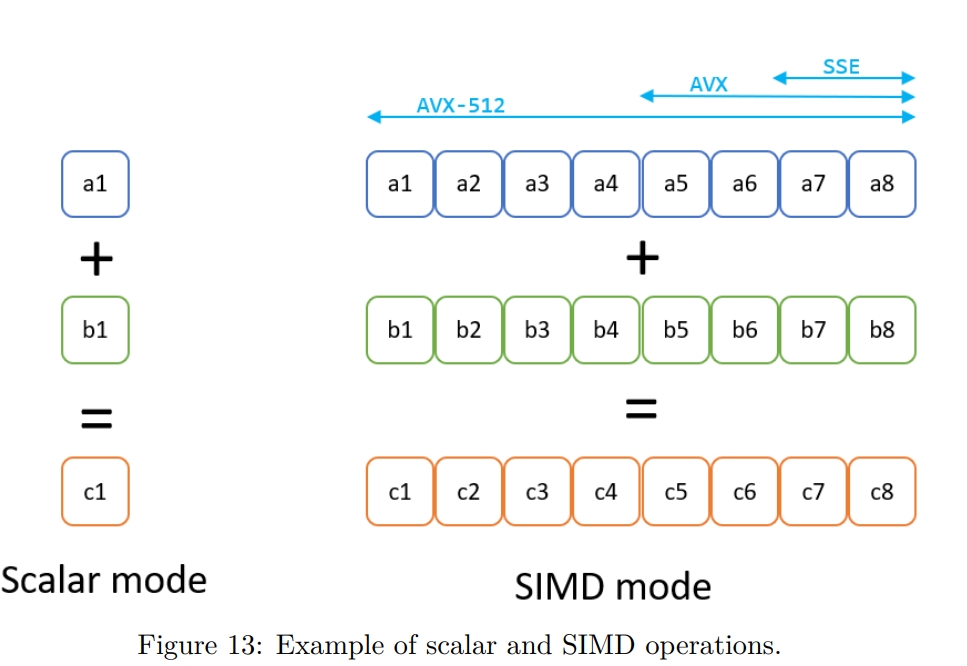 SSE
AVX
AVX-512
a1
a1 a2 a3 a4 a5 a6 a7 a8
+
+
b1
b1 b2 b3 b4 b5 b6 b7 b8
=
=
c1
c1 c2 c3 c4 c5 c6 c7 c8
Scalar mode
SIMD mode
Figure 13: Example of scalar and SIMD operations.